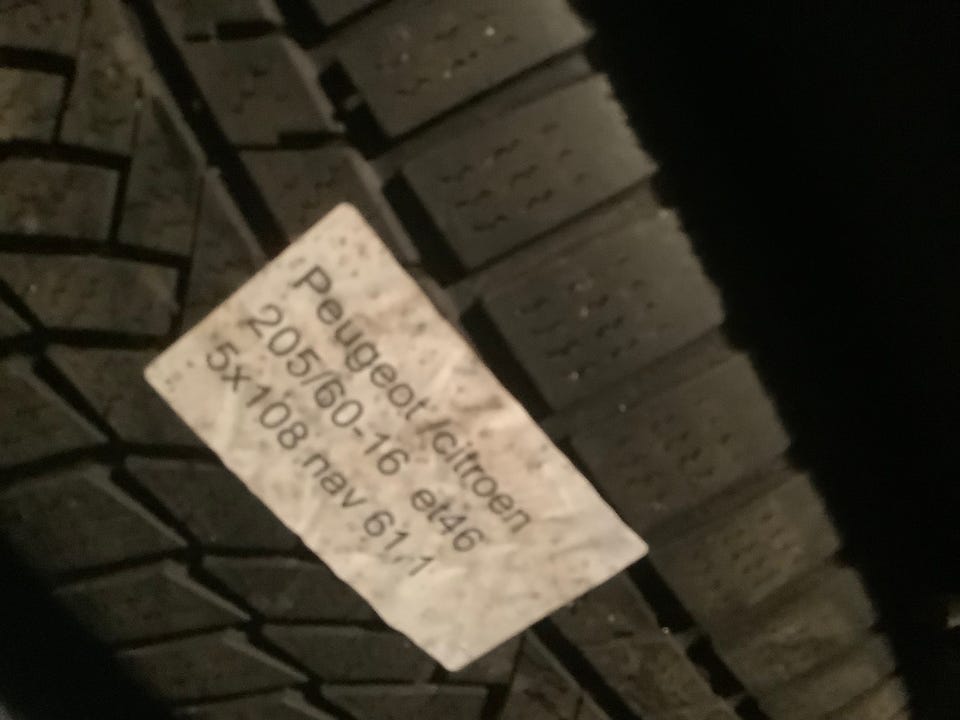 Peugeot /citroen
205/60-16 et46
5x108 nav 61,1